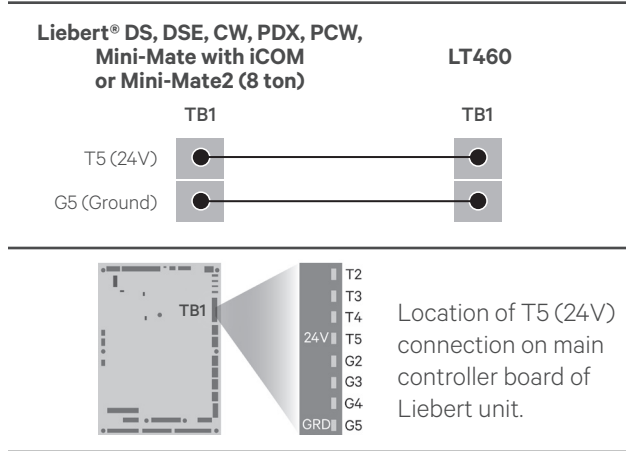 Liebert® DS, DSE, CW, PDX, PCW,
Mini-Mate with iCOM
or Mini-Mate2 (8 ton)
LT460
TB1
TB1
T5 (24V)
G5 (Ground)
TB1
T2
T3
T4
24V T5
G2
G3
G4
GRD G5
Location of T5 (24V)
connection on main
controller board of
Liebert unit.